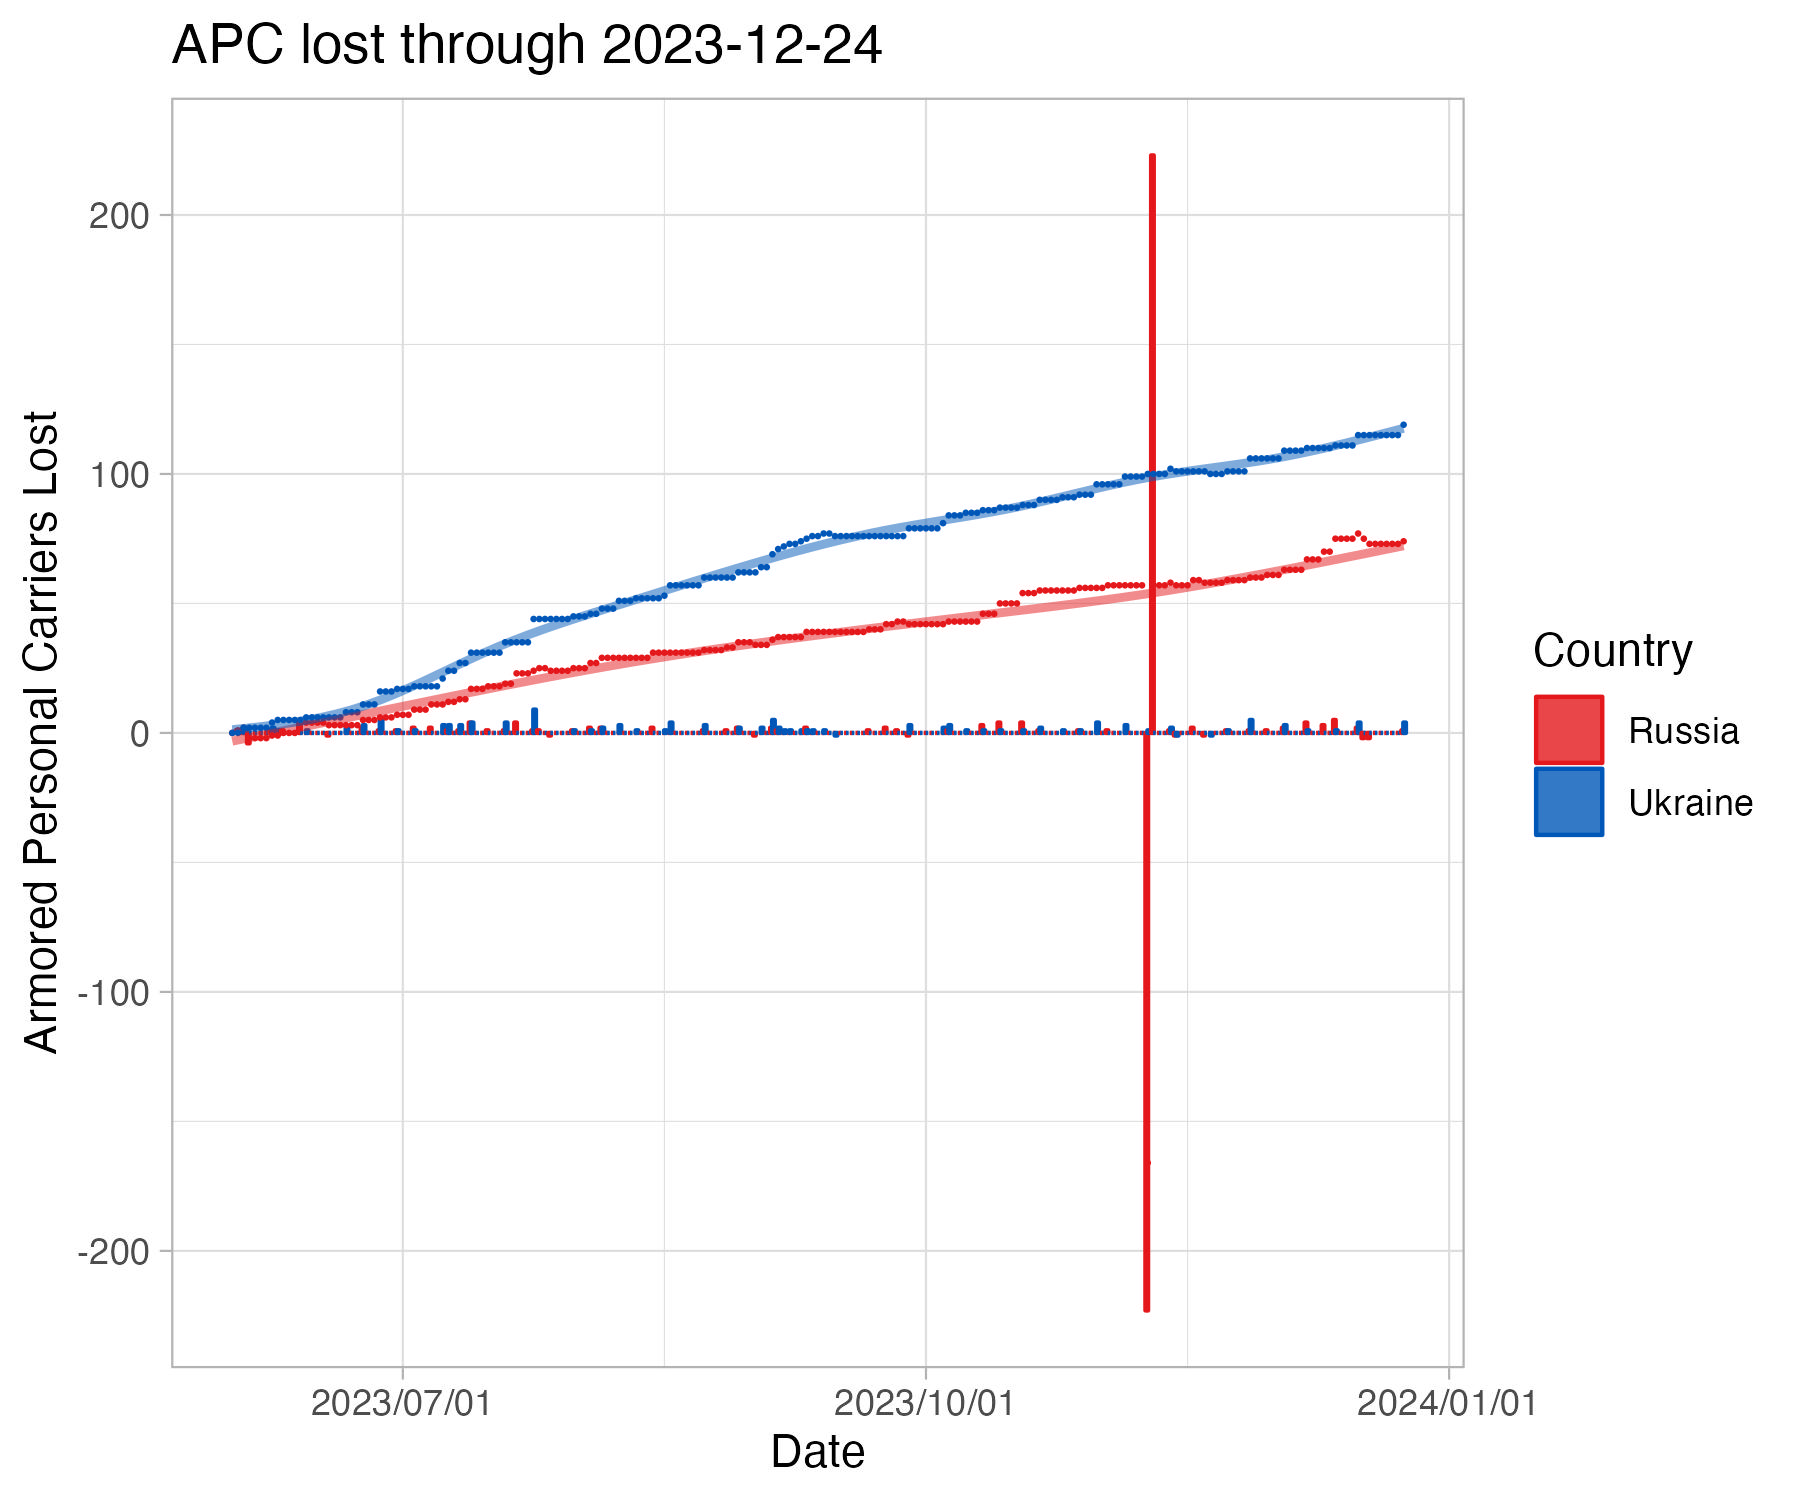 APC lost through 2023-12-24
Armored Personal Carriers Lost
200
100
0
-100
-200
2023/07/01
2023/10/01
2024/01/01
Date
Country
Russia
Ukraine